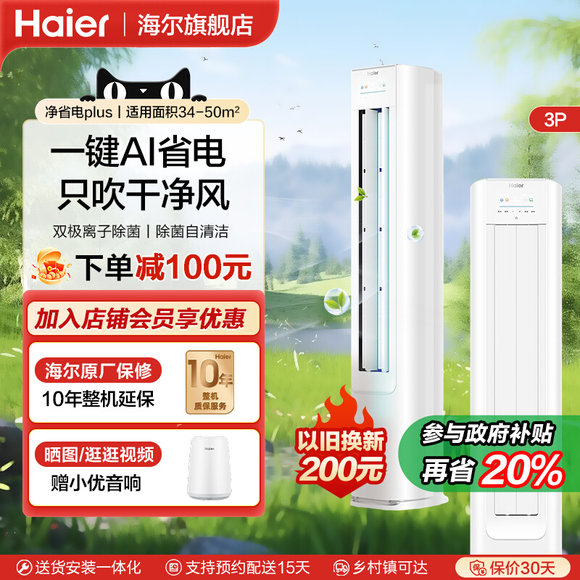 Haier 海尔旗舰店
净省电plus 适用面积34-50m²
一键AI省电
只吹干净风
双极离子除菌 除菌自清洁
下单减100元
加入店铺会员享优惠
海尔原厂保修
10年整机延保
Haier
10年
整机
质保服务
晒图/逛逛视频
赠小优音响
Haier
Haier
3P
Haier
以旧换新
200元
参与政府补贴
再省20%
送货安装一体化
支持预约配送15天
乡村镇可达
保价30天